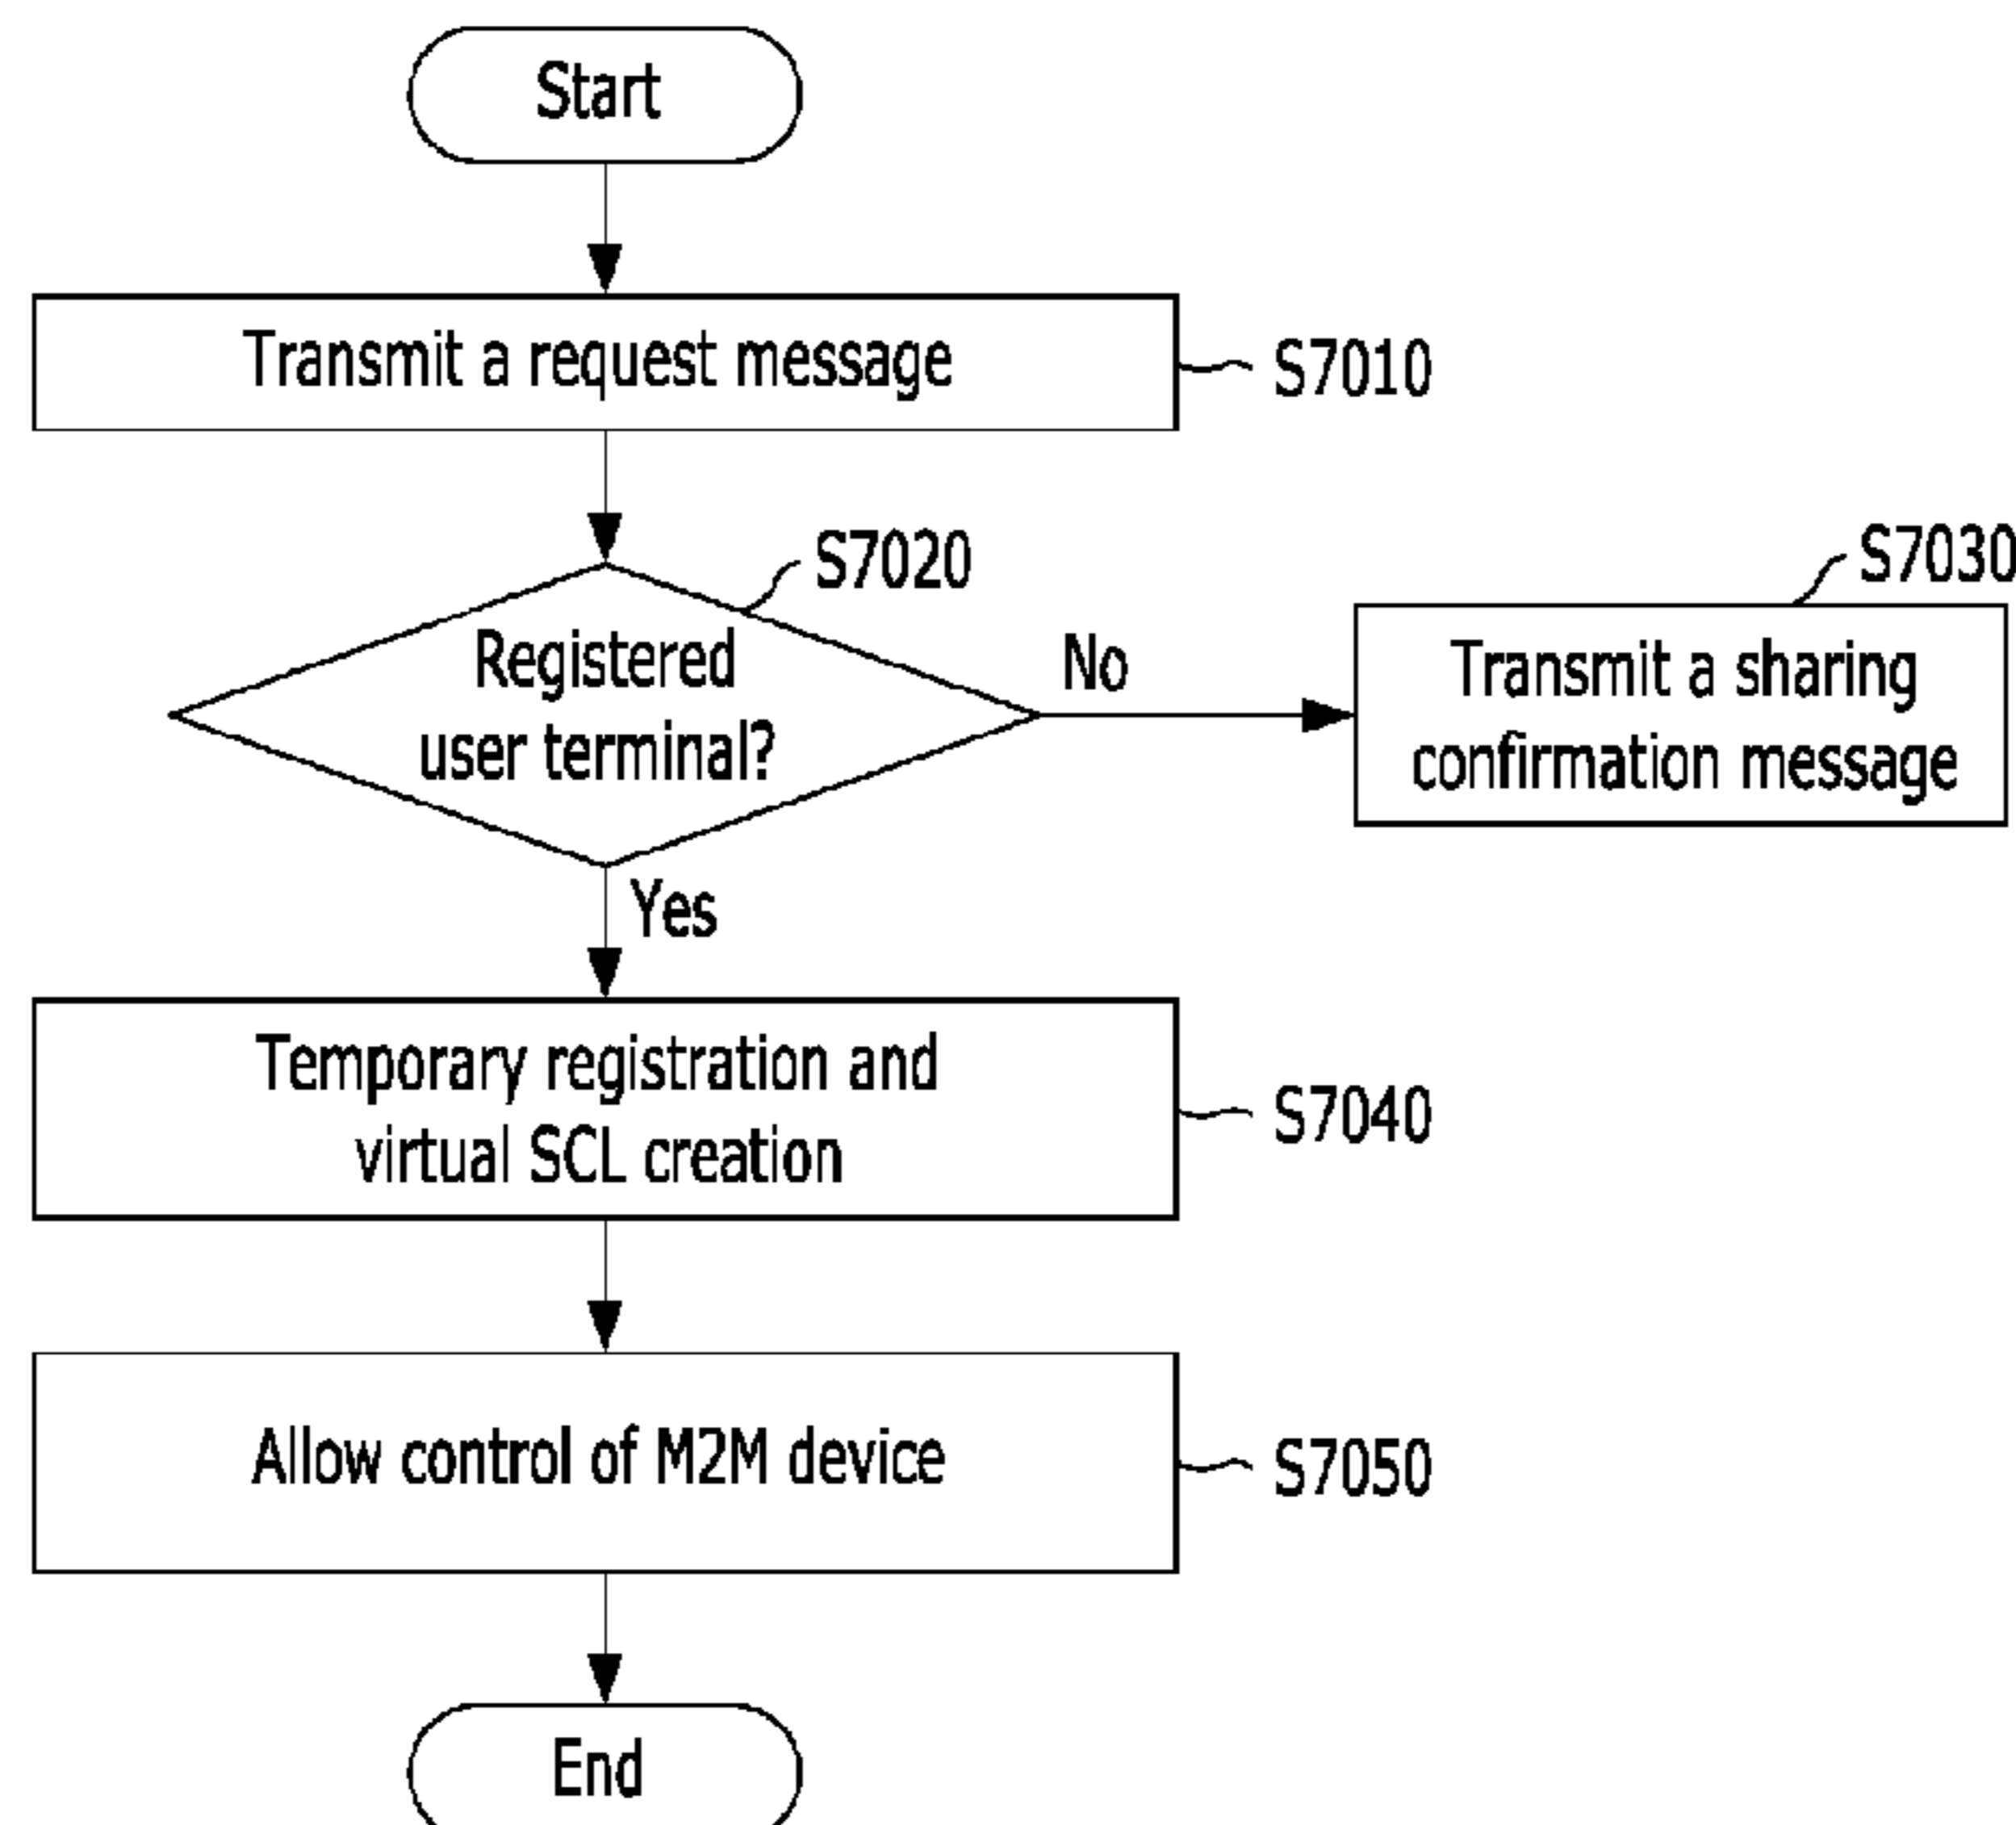 Start
Transmit a request message
S7010
S7020
Registered
user terminal?
No
S7030
Transmit a sharing
confirmation message
Yes
Temporary registration and
virtual SCL creation
S7040
Allow control of M2M device
S7050
End